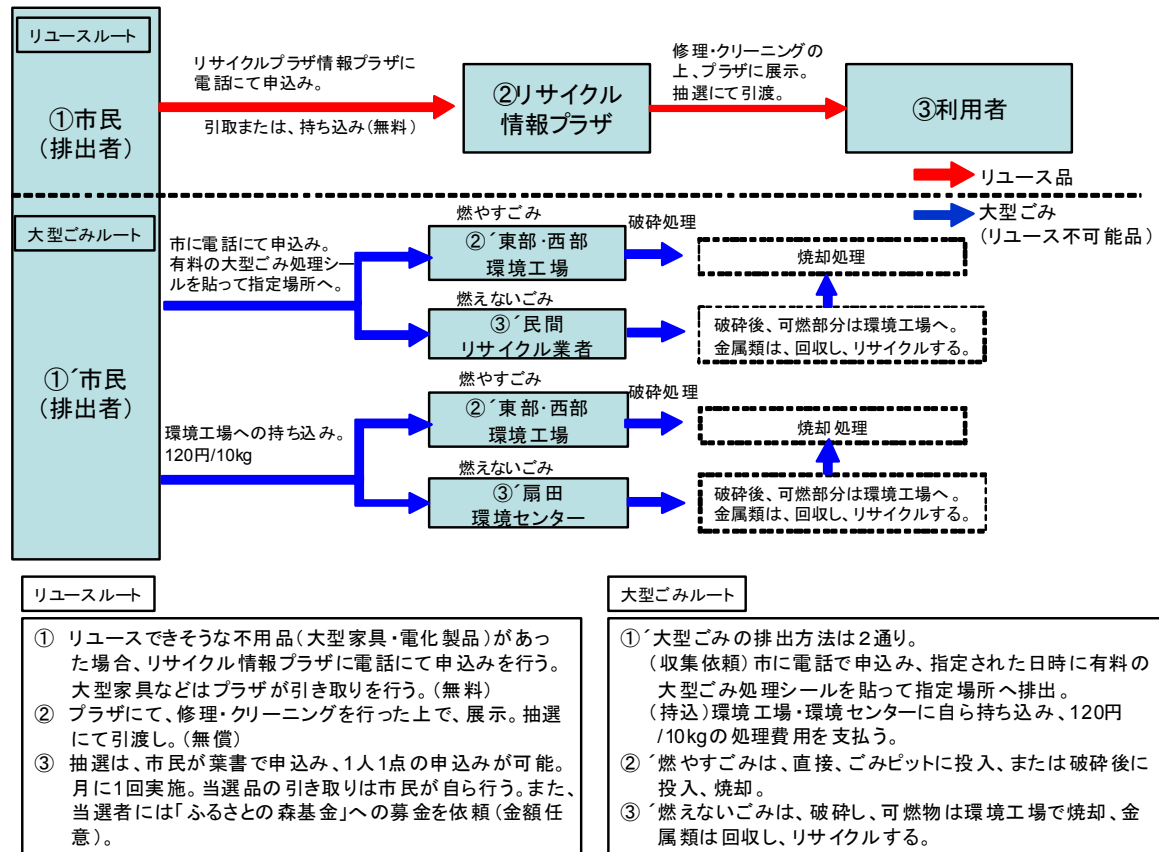 リユースルート
①市民
（排出者）
リサイクルプラザ情報プラザに
電話にて申込み。
引取または、持ち込み（無料）
②リサイクル
情報プラザ
修理・クリーニングの
上、プラザに展示。
抽選にて引渡。
③利用者
リユース品
大型ごみ
（リユース不可能品）
大型ごみルート
①´市民
（排出者）
市に電話にて申込み。
有料の大型ごみ処理シー
ルを貼って指定場所へ。
燃やすごみ
②´東部・西部
環境工場
破砕処理
焼却処理
燃えないごみ
③´民間
リサイクル業者
破砕後、可燃部分は環境工場へ。
金属類は、回収し、リサイクルする。
環境工場への持ち込み。
120円/10kg
燃やすごみ
②´東部・西部
環境工場
破砕処理
焼却処理
燃えないごみ
③´扇田
環境センター
破砕後、可燃部分は環境工場へ。
金属類は、回収し、リサイクルする。
リユースルート
① リユースできそうな不用品（大型家具・電化製品）があっ
た場合、リサイクル情報プラザに電話にて申込みを行う。
大型家具などはプラザが引き取りを行う。（無料）
② プラザにて、修理・クリーニングを行った上で、展示。抽選
にて引渡し。（無償）
③ 抽選は、市民が葉書で申込み、1人1点の申込みが可能。
月に1回実施。当選品の引き取りは市民が自ら行う。また、
当選者には「ふるさとの森基金」への募金を依頼（金額任
意）。
大型ごみルート
①´大型ごみの排出方法は２通り。
（収集依頼）市に電話で申込み、指定された日時に有料の
大型ごみ処理シールを貼って指定場所へ排出。
（持込）環境工場・環境センターに自ら持ち込み、120円
/10kgの処理費用を支払う。
②´燃やすごみは、直接、ごみピットに投入、または破砕後に
投入、焼却。
③´燃えないごみは、破砕し、可燃物は環境工場で焼却、金
属類は回収し、リサイクルする。